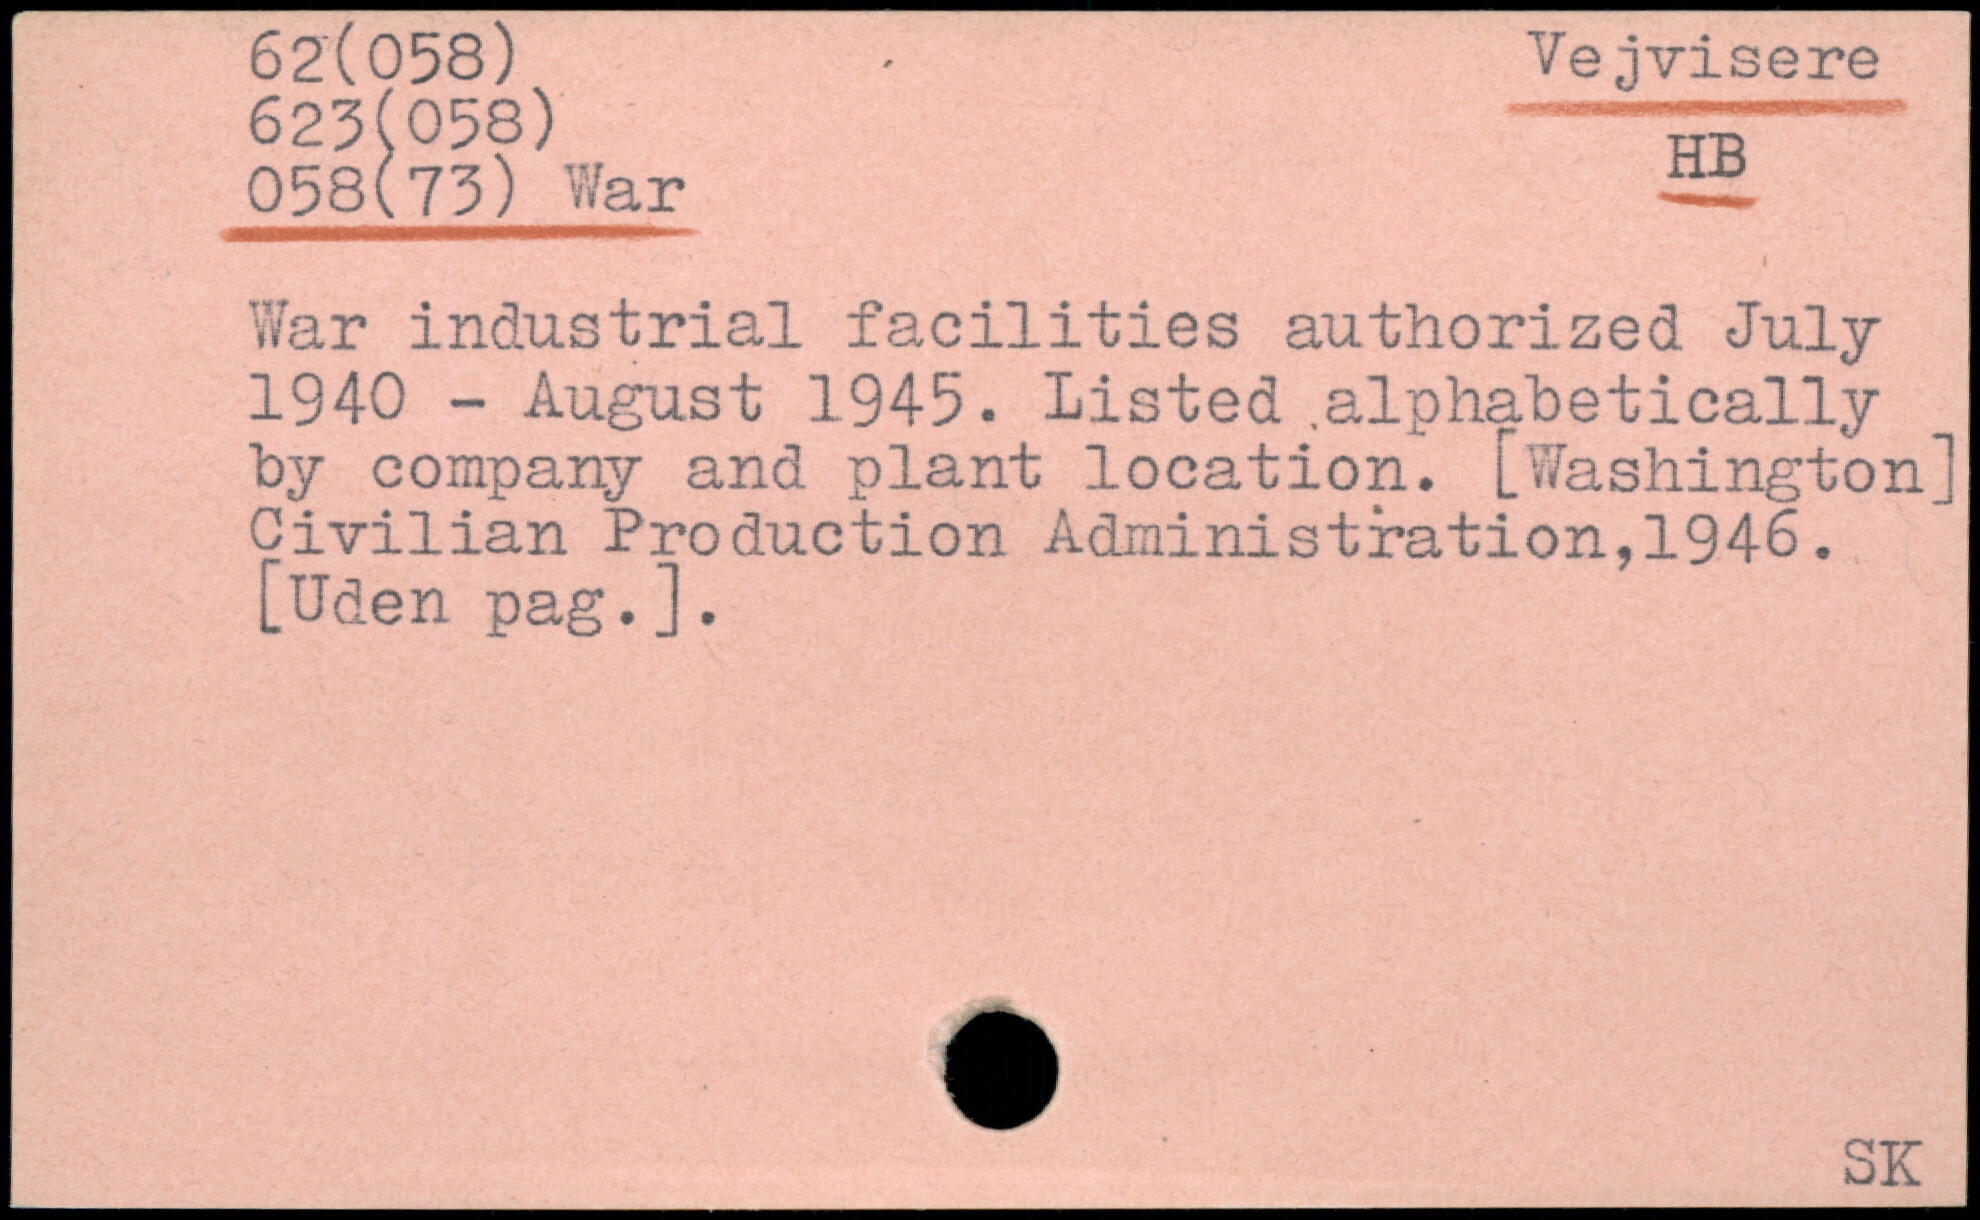 62(058)
Vejvisere
623(058)
HB
058(73) War
War industrial facilities authorized July
1940 - August 1945. Listed alphabetically
by company and plant location. [Washington]
Civilian Production Administration,1946.
[Uden pag.].
SK